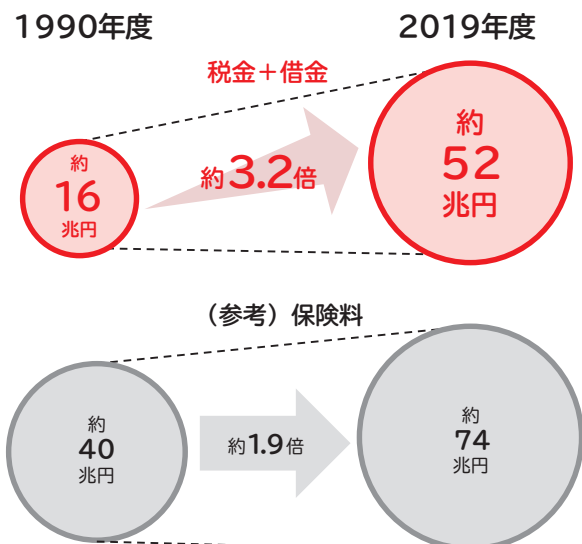 1990年度
2019年度
税金＋借金
約
16
兆円
約3.2倍
約
52
兆円
（参考）保険料
約
40
兆円
約1.9倍
約
74
兆円